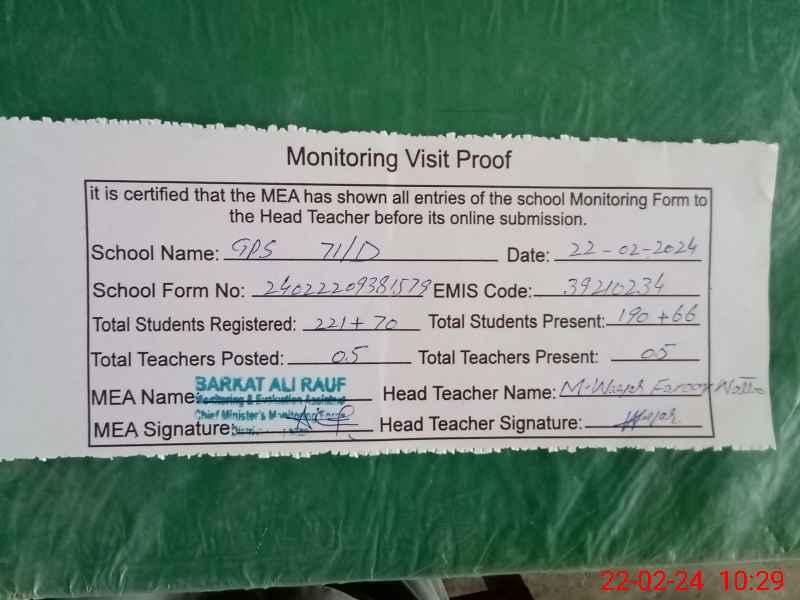 Monitoring Visit Proof
it is certified that the MEA has shown all entries of the school Monitoring Form to
the Head Teacher before its online submission.
School Name: GPS 71/D Date: 22-02-2024
School Form No: 24022209381579 EMIS Code: 39210234
Total Students Registered: 221+70 Total Students Present: 190+66
Total Teachers Posted: 05 Total Teachers Present: 05
MEA Name: BARKAT ALI RAUF Head Teacher Name: M. Farooq
Monitoring & Evaluation Assistant
Chief Minister's Monitoring Force
MEA Signature: District Head Teacher Signature:
22-02-24 10:29